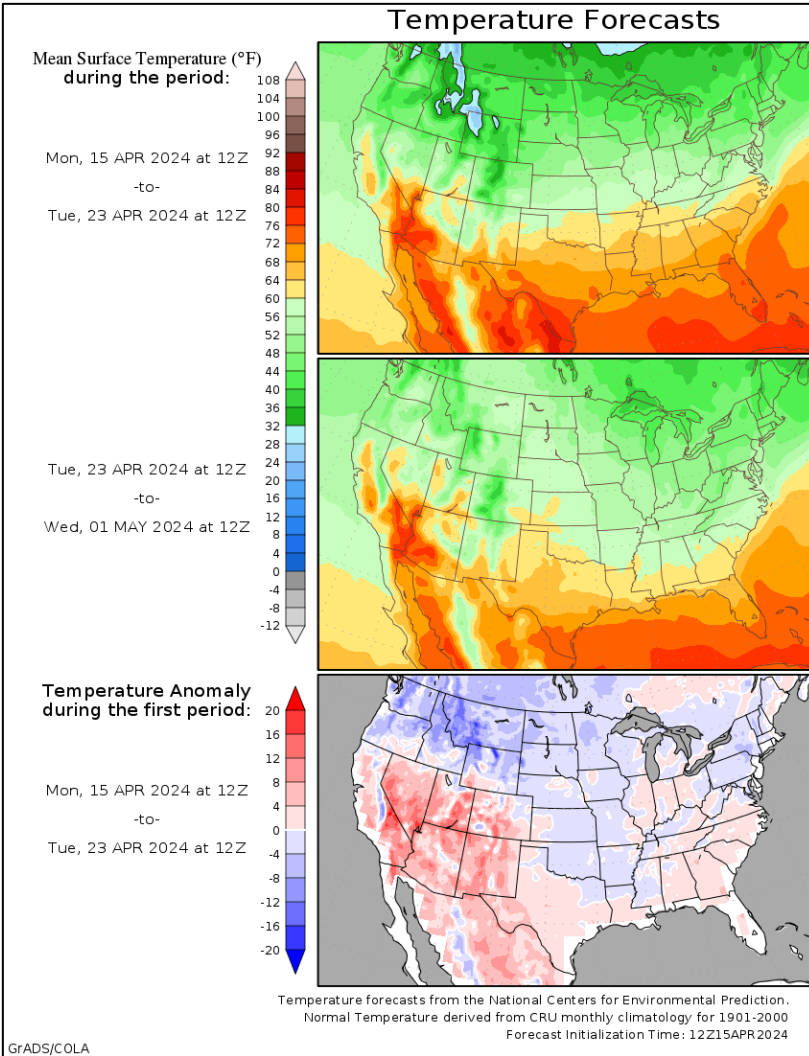 Temperature Forecasts
Mean Surface Temperature (°F)
during the period:
Mon, 15 APR 2024 at 12Z
-to-
Tue, 23 APR 2024 at 12Z
108
104
100
96
92
88
84
80
76
72
68
64
60
56
52
48
44
40
36
32
28
24
20
16
12
8
4
0
-4
-8
-12
Tue, 23 APR 2024 at 12Z
-to-
Wed, 01 MAY 2024 at 12Z
Temperature Anomaly
during the first period:
Mon, 15 APR 2024 at 12Z
-to-
Tue, 23 APR 2024 at 12Z
20
16
12
8
4
0
-4
-8
-12
-16
-20
Temperature forecasts from the National Centers for Environmental Prediction.
Normal Temperature derived from CRU monthly climatology for 1901-2000
Forecast Initialization Time: 12Z15APR2024
GrADS/COLA